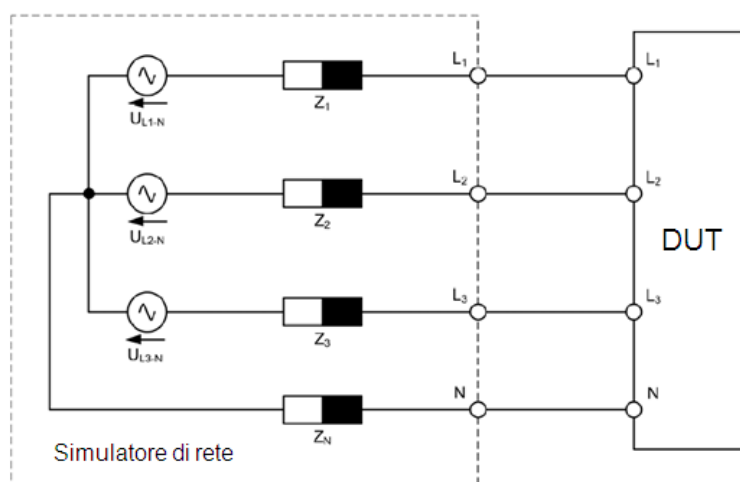 L1
L1
UL1-N
Z1
L2
L2
UL2-N
Z2
DUT
L3
L3
UL3-N
Z3
N
N
ZN
Simulatore di rete